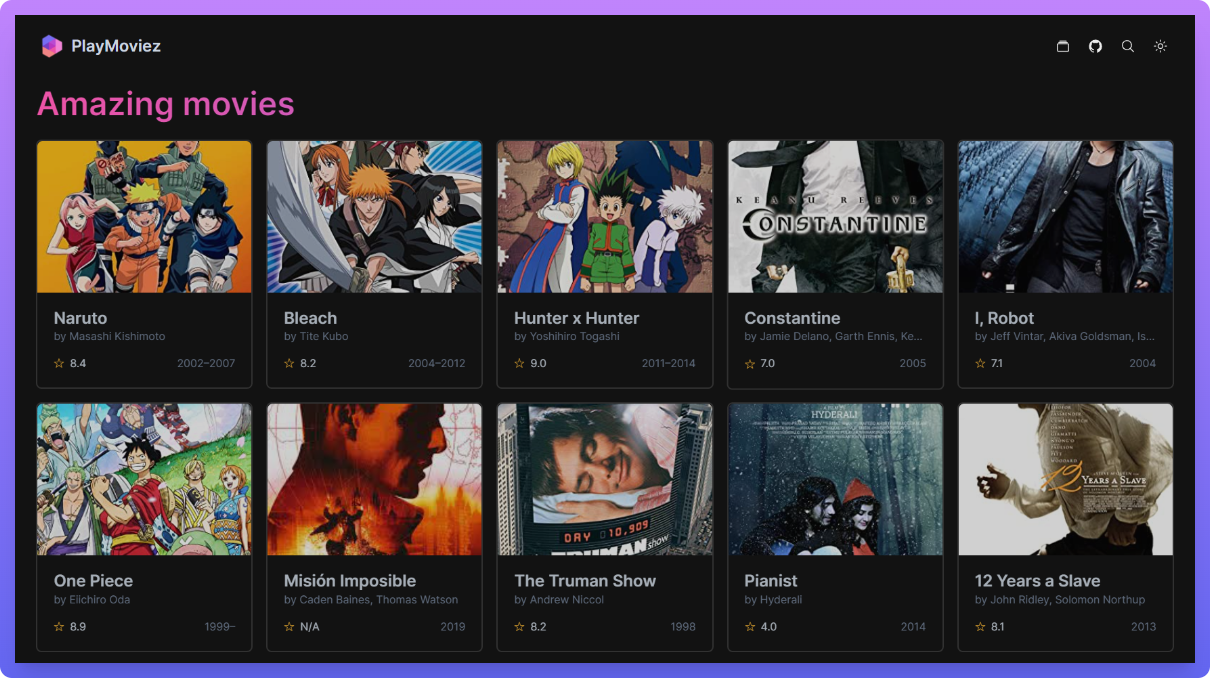 PlayMoviez
Amazing movies
KEANU REEVES
CONSTANTINE
Naruto
by Masashi Kishimoto
8.4 2002–2007
Bleach
by Tite Kubo
8.2 2004–2012
Hunter x Hunter
by Yoshihiro Togashi
9.0 2011–2014
Constantine
by Jamie Delano, Garth Ennis, Ke...
7.0 2005
I, Robot
by Jeff Vintar, Akiva Goldsman, Is...
7.1 2004
DAY 10,909
TRUMAN show
HYDERALI
12 YEARS A SLAVE
One Piece
by Eiichiro Oda
8.9 1999–
Misión Imposible
by Caden Baines, Thomas Watson
N/A 2019
The Truman Show
by Andrew Niccol
8.2 1998
Pianist
by Hyderali
4.0 2014
12 Years a Slave
by John Ridley, Solomon Northup
8.1 2013